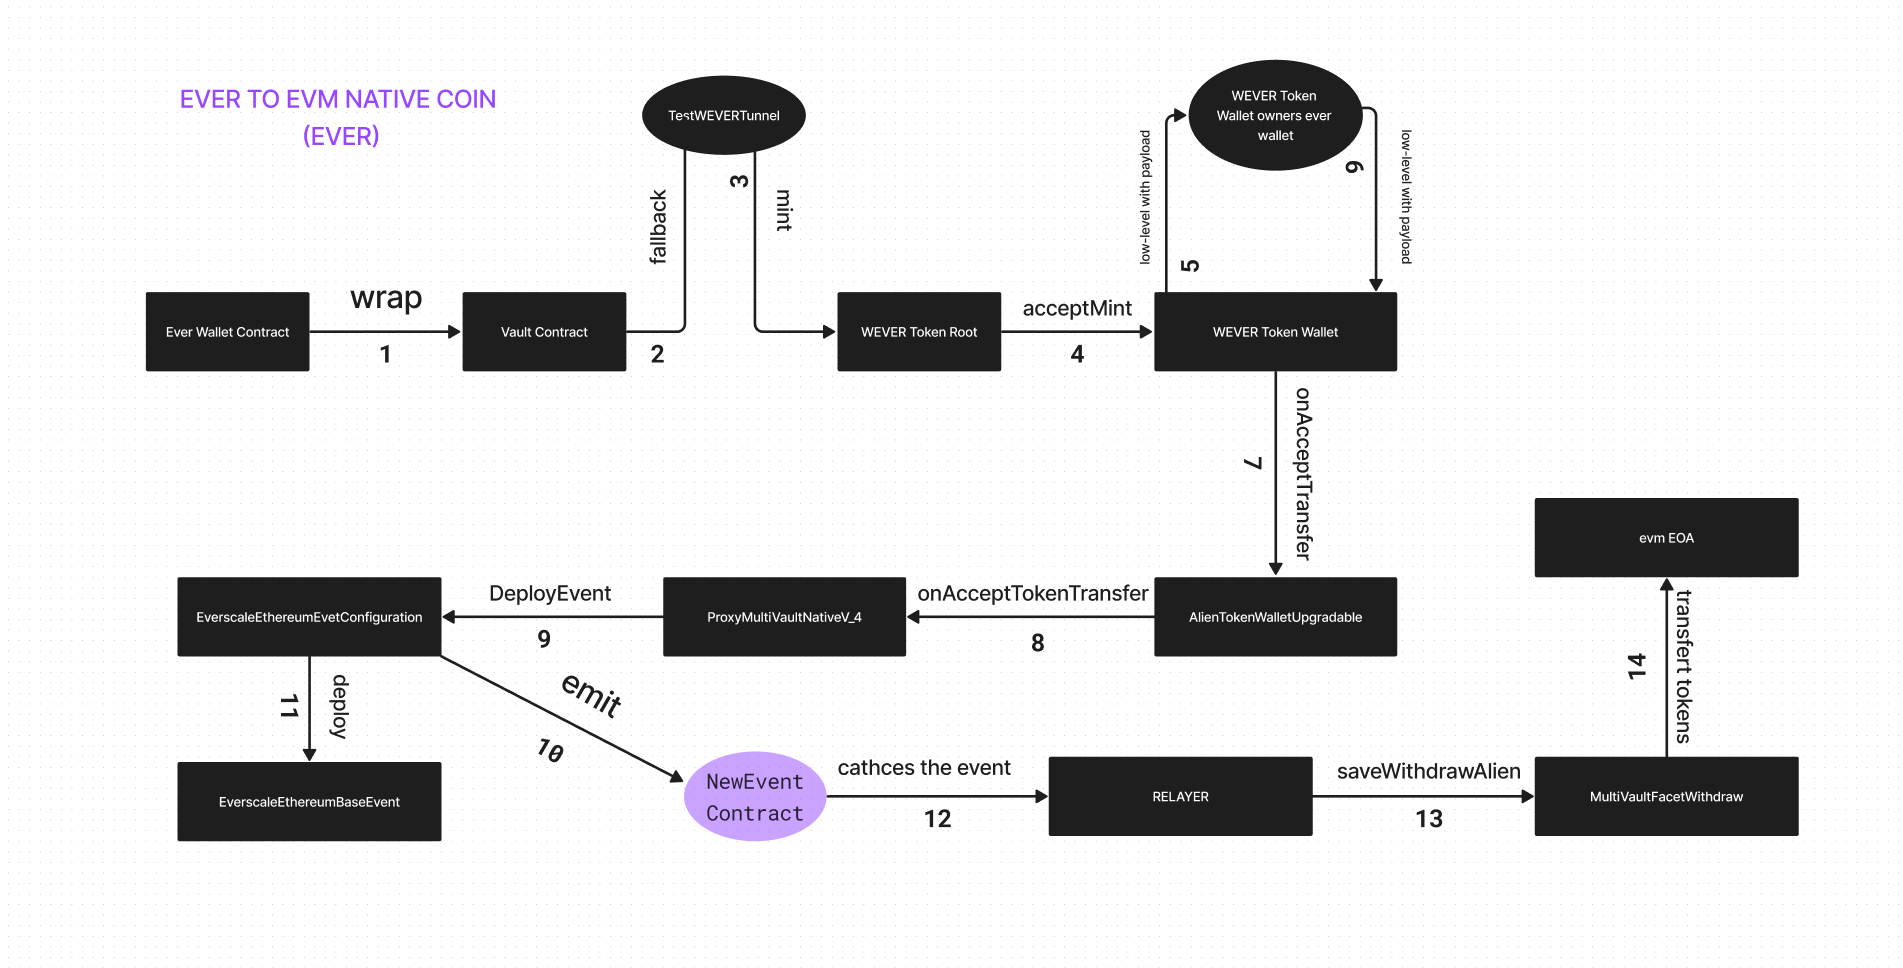 EVER TO EVM NATIVE COIN
(EVER)
TestWEVERTunnel
WEVER Token
Wallet owners ever
wallet
fallback
3
mint
low-level with payload
5
6
low-level with payload
Ever Wallet Contract
wrap
1
Vault Contract
2
WEVER Token Root
acceptMint
4
WEVER Token Wallet
7
onAcceptTransfer
evm EOA
EverscaleEthereumEvetConfiguration
DeployEvent
9
ProxyMultiVaultNativeV_4
onAcceptTokenTransfer
8
AlienTokenWalletUpgradable
11
deploy
emit
10
14
transfert tokens
EverscaleEthereumBaseEvent
NewEvent
Contract
cathces the event
12
RELAYER
saveWithdrawAlien
13
MultiVaultFacetWithdraw